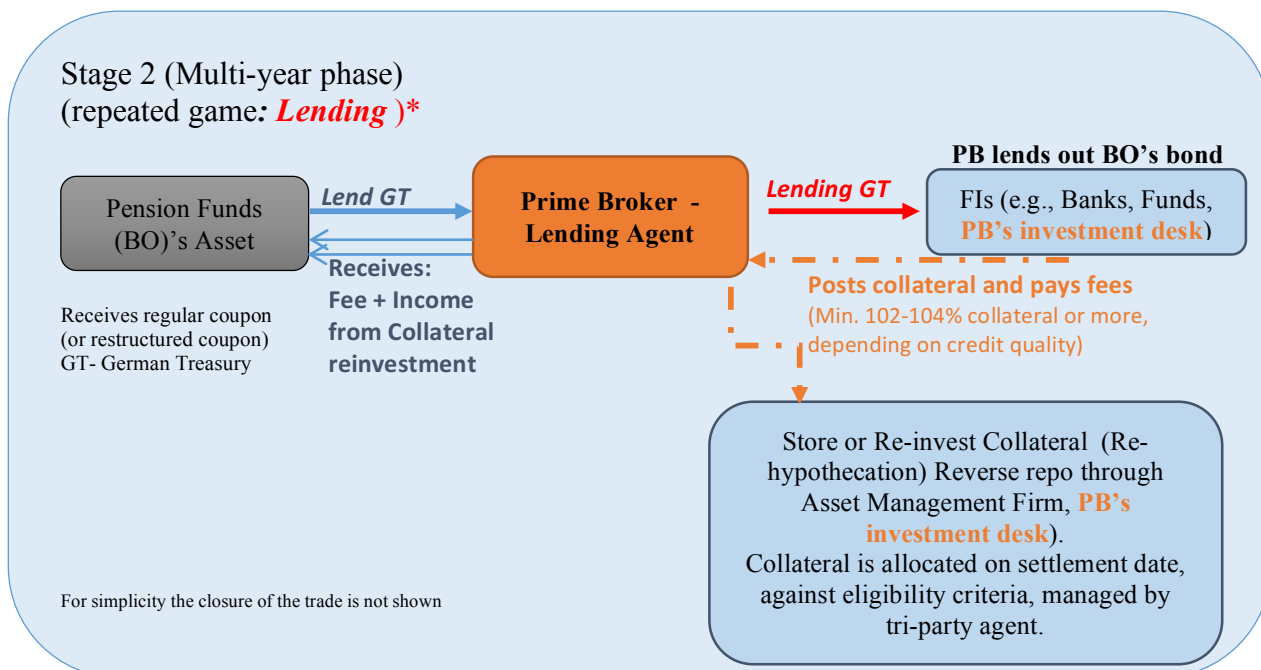 Stage 2 (Multi-year phase)
(repeated game: Lending )*
Pension Funds
(BO)'s Asset
Lend GT
Prime Broker -
Lending Agent
Lending GT
PB lends out BO's bond
FIs (e.g., Banks, Funds,
PB's investment desk)
Receives:
Fee + Income
from Collateral
reinvestment
Posts collateral and pays fees
(Min. 102-104% collateral or more,
depending on credit quality)
Receives regular coupon
(or restructured coupon)
GT- German Treasury
Store or Re-invest Collateral (Re-
hypothecation) Reverse repo through
Asset Management Firm, PB's
investment desk).
Collateral is allocated on settlement date,
against eligibility criteria, managed by
tri-party agent.
For simplicity the closure of the trade is not shown